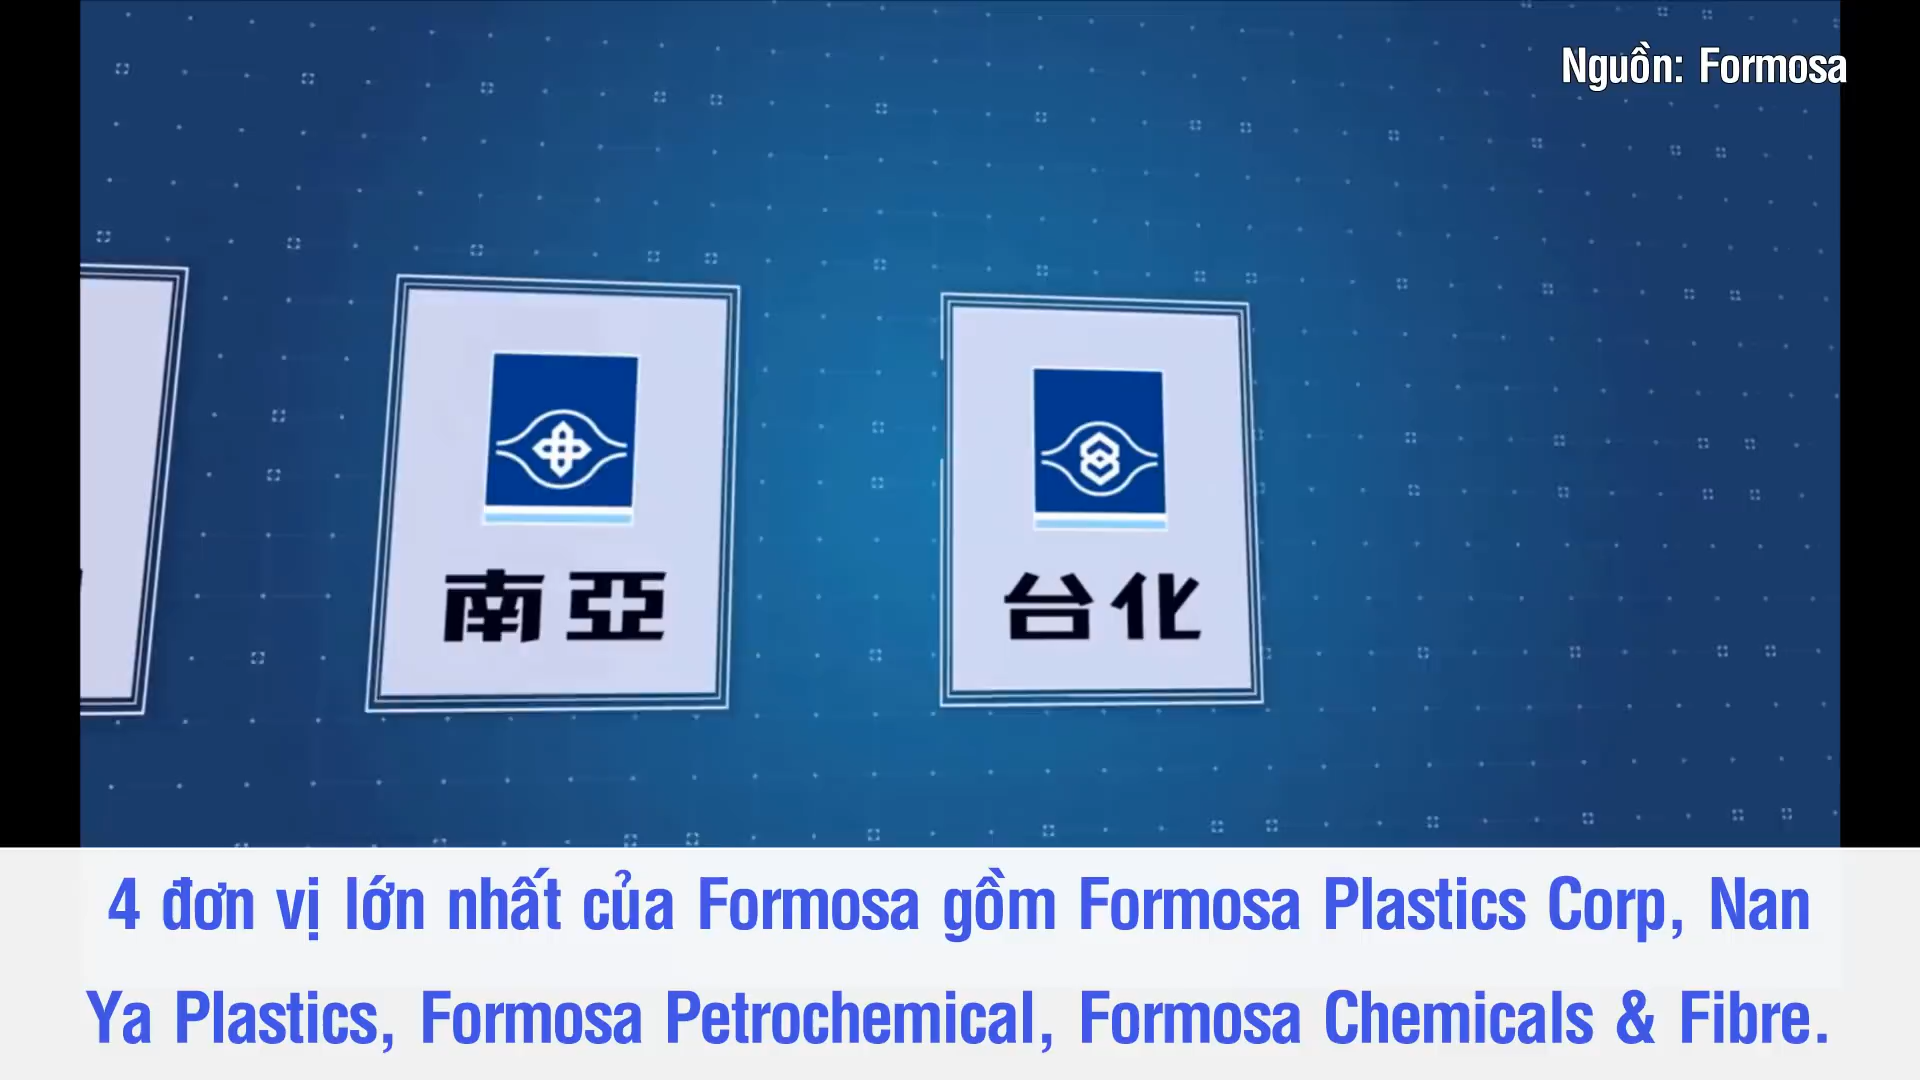 Nguồn: Formosa
南亞
台化
4 đơn vị lớn nhất của Formosa gồm Formosa Plastics Corp, Nan
Ya Plastics, Formosa Petrochemical, Formosa Chemicals & Fibre.